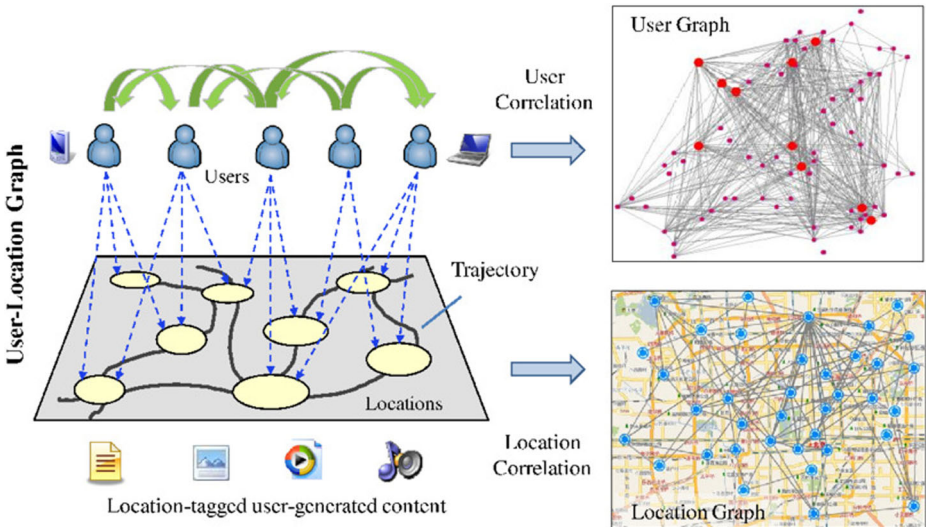 User-Location Graph
Users
User
Correlation
User Graph
Trajectory
Locations
Location
Correlation
Location-tagged user-generated content
Location Graph